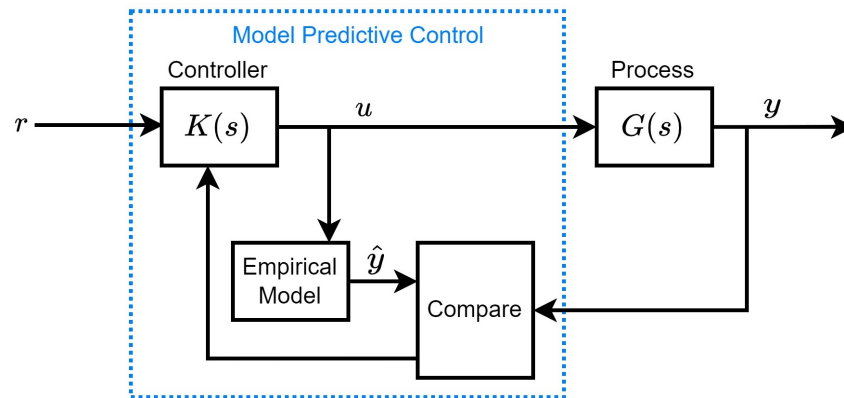 Model Predictive Control
Controller
Process
r
K(s)
u
G(s)
y
Empirical
Model
ŷ
Compare